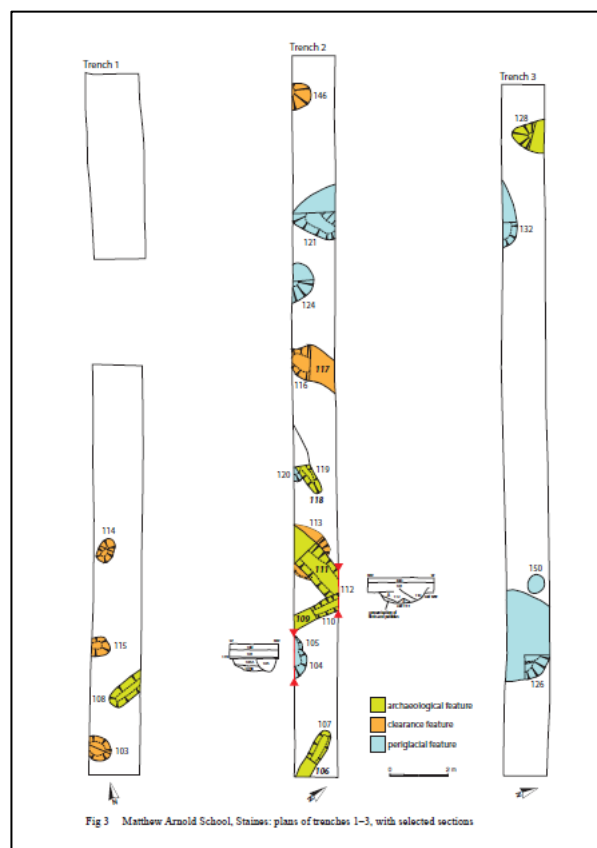 Trench 1
Trench 2
Trench 3
146
128
121
132
124
117
116
119
120
118
114
113
111
112
150
109
110
115
105
104
126
108
107
103
106
archaeological feature
clearance feature
periglacial feature
0
2 m
N
N
N
Fig 3 Matthew Arnold School, Staines: plans of trenches 1–3, with selected sections